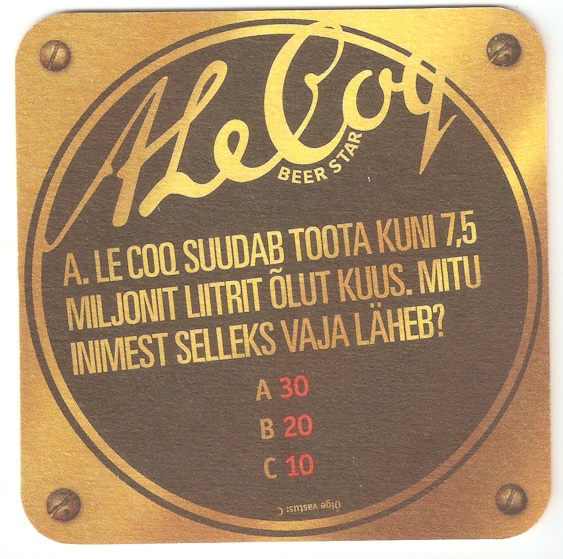 A. Le Coq
BEER STAR
A. LE COQ SUUDAB TOOTA KUNI 7,5
MILJONIT LIITRIT ÕLUT KUUS. MITU
INIMEST SELLEKS VAJA LÄHEB?
A 30
B 20
C 10
Õige vastus: C